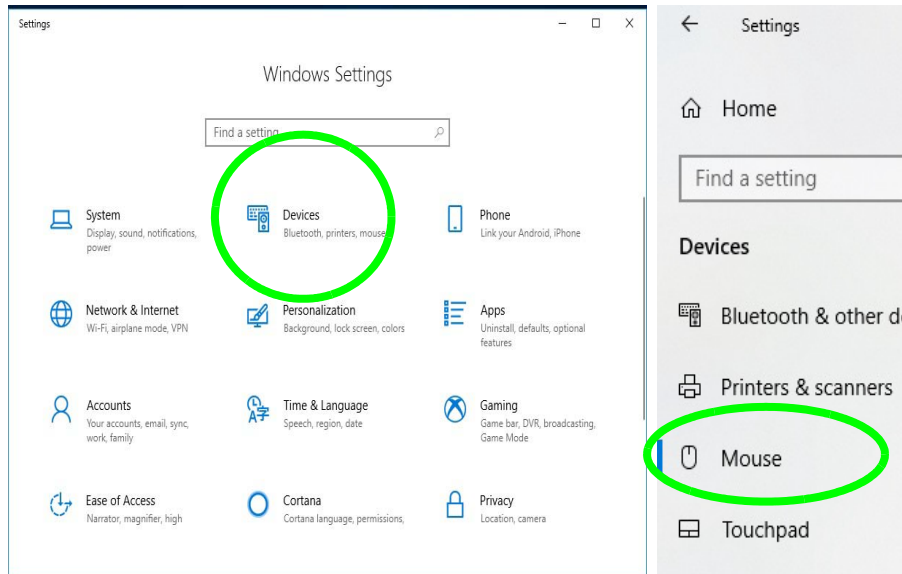 Settings
Windows Settings
Find a setting
System
Display, sound, notifications,
power
Devices
Bluetooth, printers, mouse
Phone
Link your Android, iPhone
Network & Internet
Wi-Fi, airplane mode, VPN
Personalization
Background, lock screen, colors
Apps
Uninstall, defaults, optional
features
Accounts
Your accounts, email, sync,
work, family
Time & Language
Speech, region, date
Gaming
Game bar, DVR, broadcasting,
Game Mode
Ease of Access
Narrator, magnifier, high
Cortana
Cortana language, permissions,
Privacy
Location, camera
Settings
Home
Find a setting
Devices
Bluetooth & other de
Printers & scanners
Mouse
Touchpad